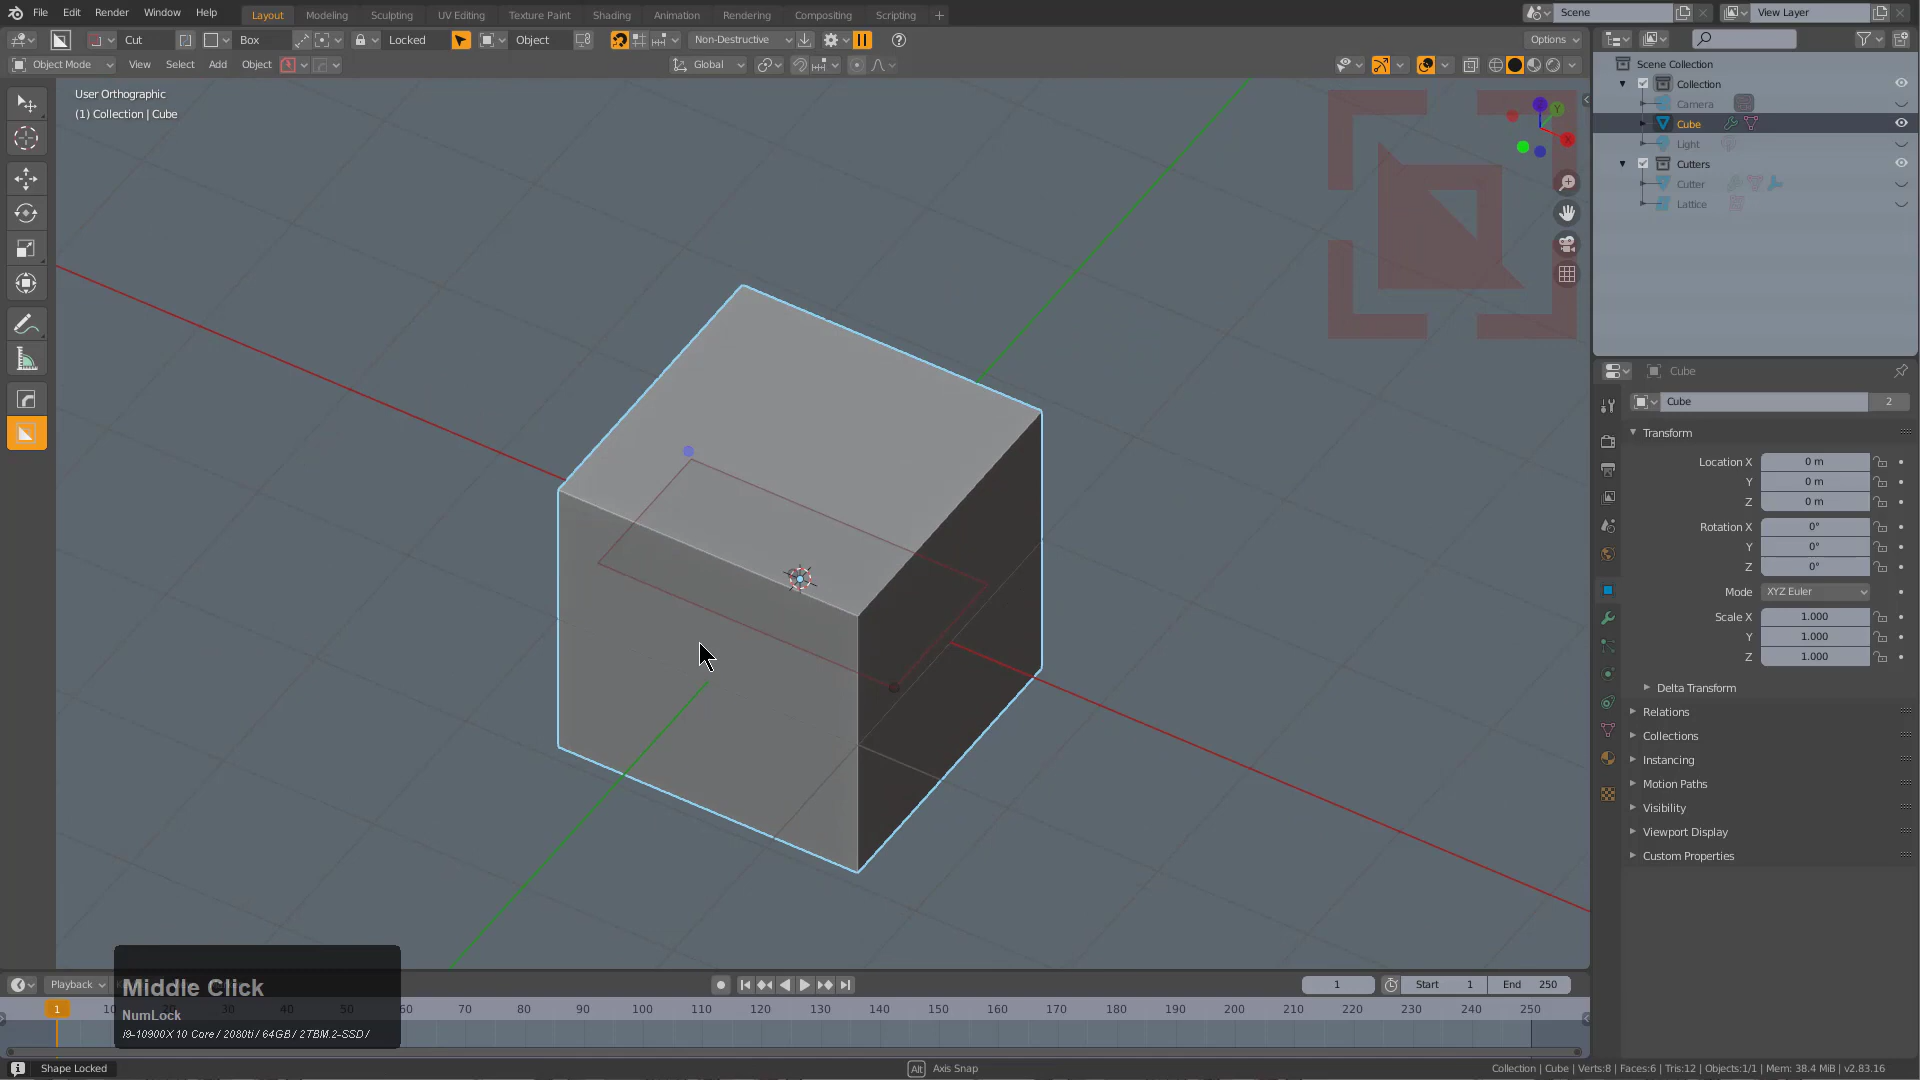 File Edit Render Window Help Layout Modeling Sculpting UV Editing Texture Paint Shading Animation Rendering Compositing Scripting + Scene View Layer
Cut Box Locked Object Non-Destructive Options
Object Mode View Select Add Object Global
User Orthographic
(1) Collection | Cube
Scene Collection
Collection
Camera
Cube
Light
Cutters
Cutter
Lattice
Y
X
Cube
Cube 2
Transform
Location X 0 m
Y 0 m
Z 0 m
Rotation X 0°
Y 0°
Z 0°
Mode XYZ Euler
Scale X 1.000
Y 1.000
Z 1.000
Delta Transform
Relations
Collections
Instancing
Motion Paths
Visibility
Viewport Display
Custom Properties
Playback 1 Start 1 End 250
1 10 20 30 40 50 60 70 80 90 100 110 120 130 140 150 160 170 180 190 200 210 220 230 240 250
Middle Click
NumLock
i9-10900X 10 Core / 2080ti / 64GB / 2TBM.2-SSD /
Shape Locked Alt Axis Snap Collection | Cube | Verts:8 | Faces:6 | Tris:12 | Objects:1/1 | Mem: 38.4 MiB | v2.83.16